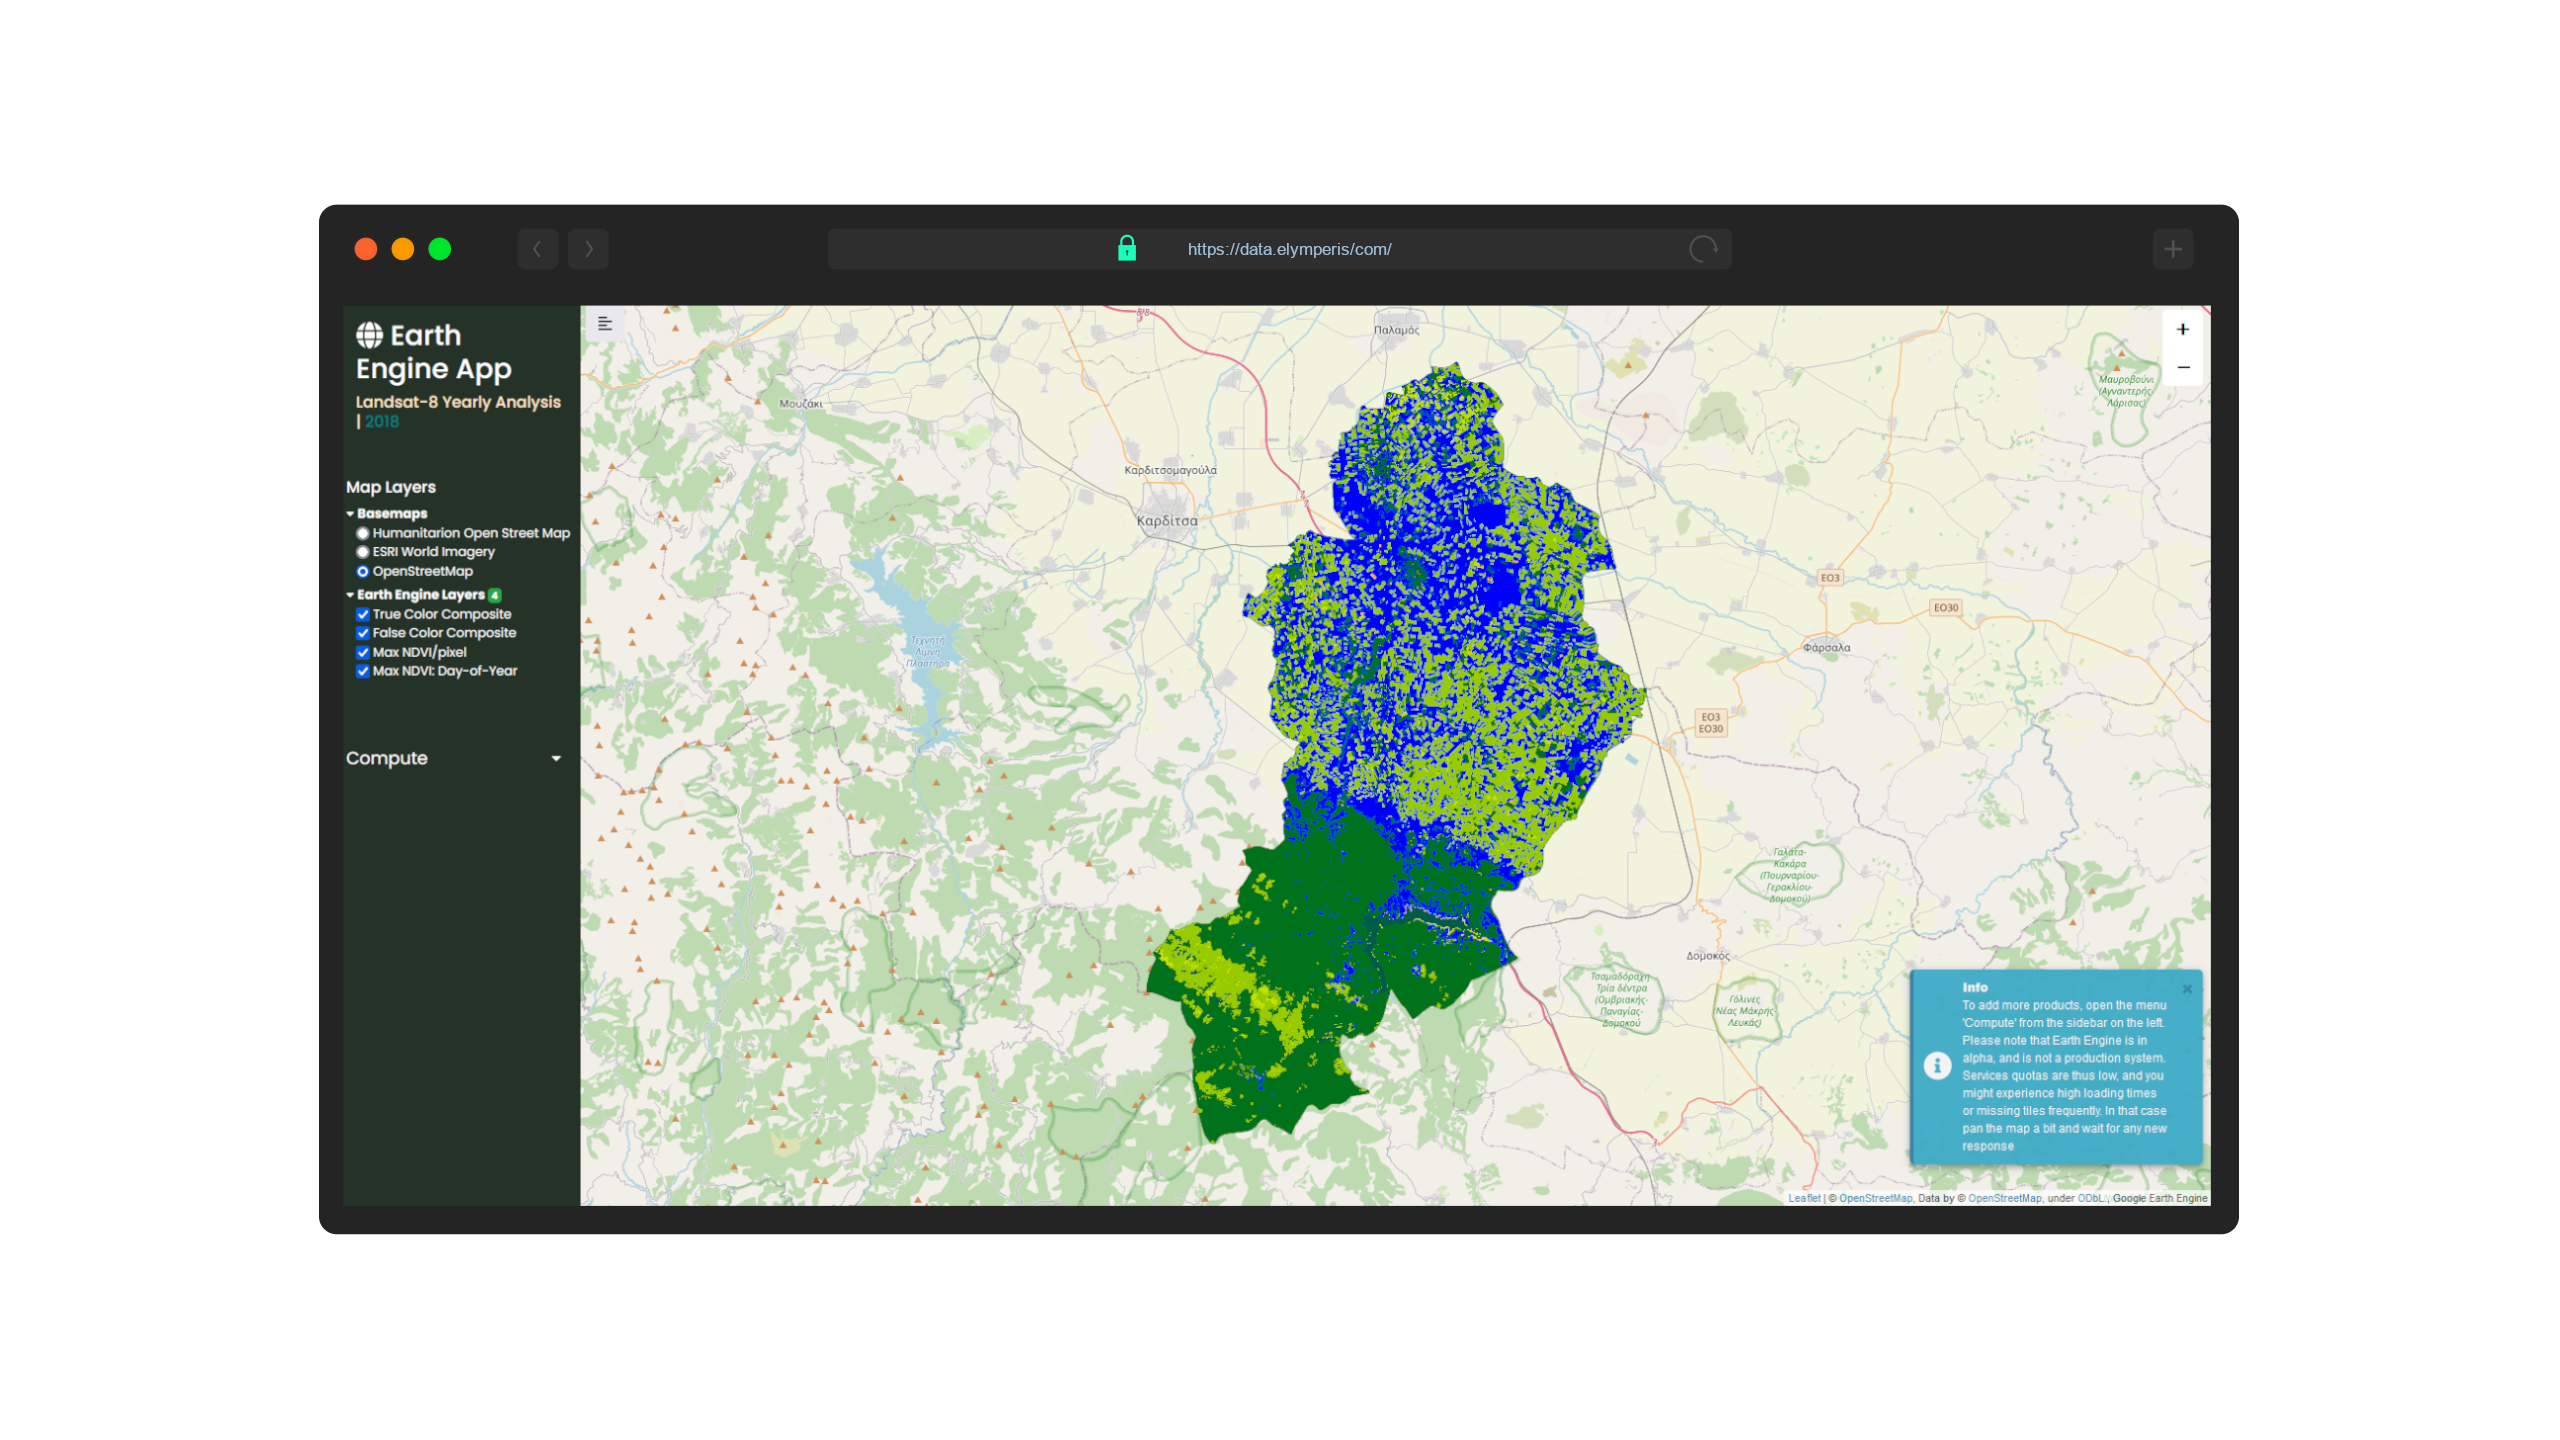 https://data.elymperis/com/
Earth
Engine App
Landsat-8 Yearly Analysis
| 2018
Map Layers
Basemaps
Humanitarion Open Street Map
ESRI World Imagery
OpenStreetMap
Earth Engine Layers 4
True Color Composite
False Color Composite
Max NDVI/pixel
Max NDVI: Day-of-Year
Compute
Παλαμάς
Μουζάκι
Καρδιτσομαγούλα
Καρδίτσα
Τεχνητή
Λίμνη
Πλαστήρα
Μαυροβούνι
(Αγναντερής
Λάρισας)
ΕΟ3
ΕΟ30
Φάρσαλα
ΕΟ3
ΕΟ30
Γαλάτα-
Κακάρα
(Πουρναρίου-
Γερακλίου-
Δομοκού)
Δομοκός
Τσαμαδόραχη
Τρία δέντρα
(Ομβριακής-
Παναγίας-
Δομοκού
Γόλινες
Νέας Μάκρης-
Λευκάς)
+
−
Info
To add more products, open the menu
'Compute' from the sidebar on the left.
Please note that Earth Engine is in
alpha, and is not a production system.
Services quotas are thus low, and you
might experience high loading times
or missing tiles frequently. In that case
pan the map a bit and wait for any new
response
Leaflet | © OpenStreetMap, Data by © OpenStreetMap, under ODbL., Google Earth Engine